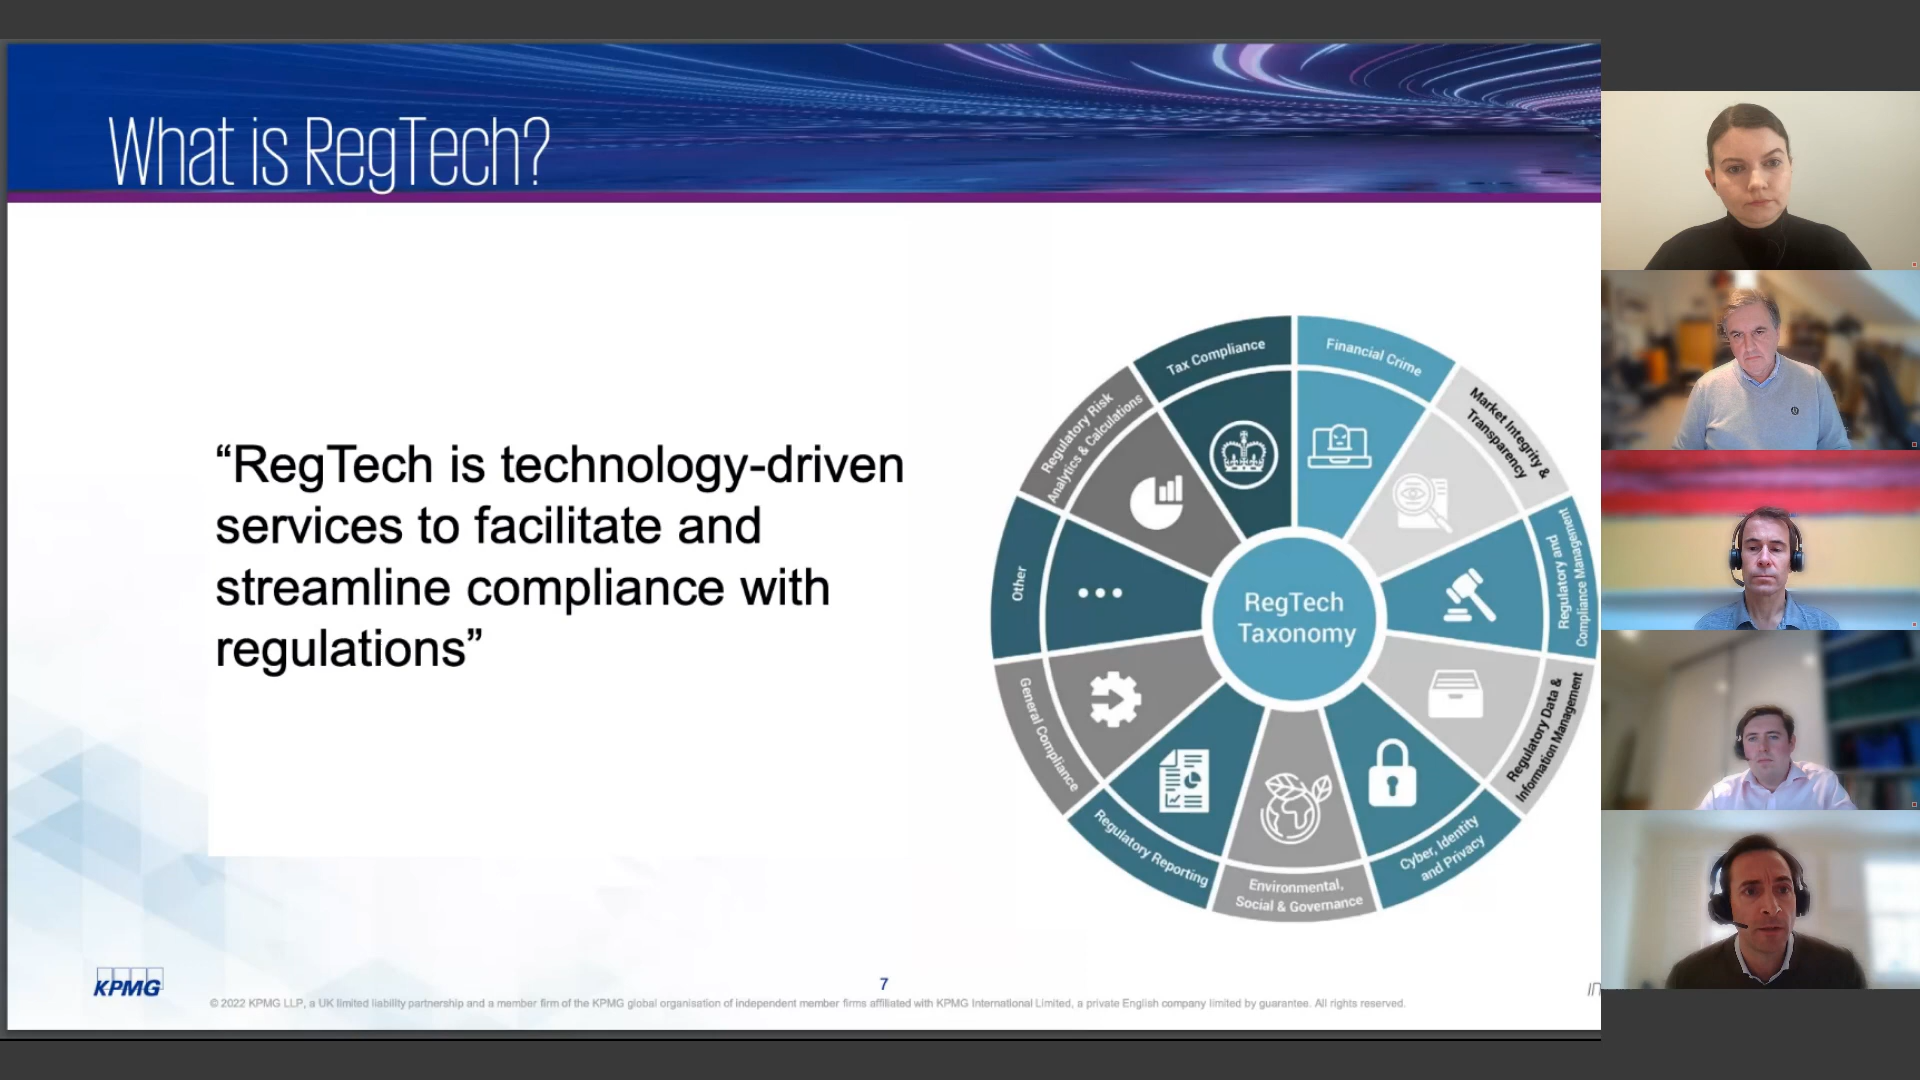 What is RegTech?
“RegTech is technology-driven
services to facilitate and
streamline compliance with
regulations”
Tax Compliance
Financial Crime
Market Integrity &
Transparency
Regulatory and
Compliance Management
Regulatory Data &
Information Management
Cyber, Identity
and Privacy
Environmental,
Social & Governance
Regulatory Reporting
General Compliance
Other
Regulatory Risk
Analytics & Calculations
RegTech
Taxonomy
KPMG
7
© 2022 KPMG LLP, a UK limited liability partnership and a member firm of the KPMG global organisation of independent member firms affiliated with KPMG International Limited, a private English company limited by guarantee. All rights reserved.